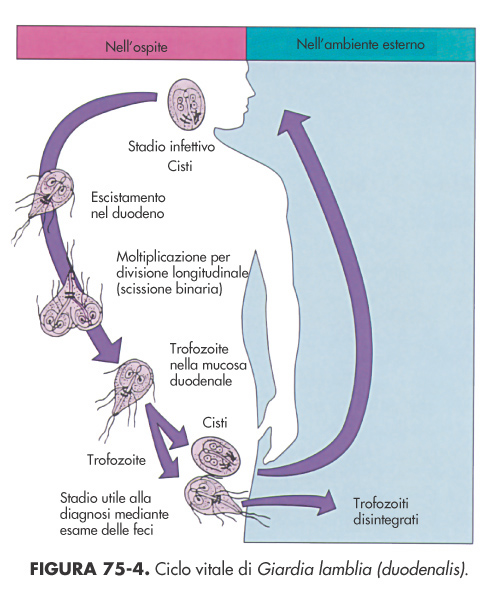 Nell'ospite
Nell'ambiente esterno
Stadio infettivo
Cisti
Escistamento
nel duodeno
Moltiplicazione per
divisione longitudinale
(scissione binaria)
Trofozoite
nella mucosa
duodenale
Cisti
Trofozoite
Stadio utile alla
diagnosi mediante
esame delle feci
Trofozoiti
disintegrati
FIGURA 75-4. Ciclo vitale di Giardia lamblia (duodenalis).